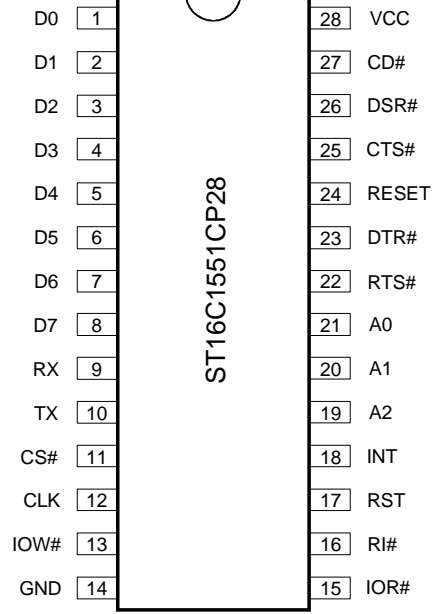 D0 1 28 VCC
D1 2 27 CD#
D2 3 26 DSR#
D3 4 25 CTS#
D4 5 24 RESET
D5 6 23 DTR#
D6 7 22 RTS#
D7 8 21 A0
RX 9 20 A1
TX 10 19 A2
CS# 11 18 INT
CLK 12 17 RST
IOW# 13 16 RI#
GND 14 15 IOR#
ST16C1551CP28